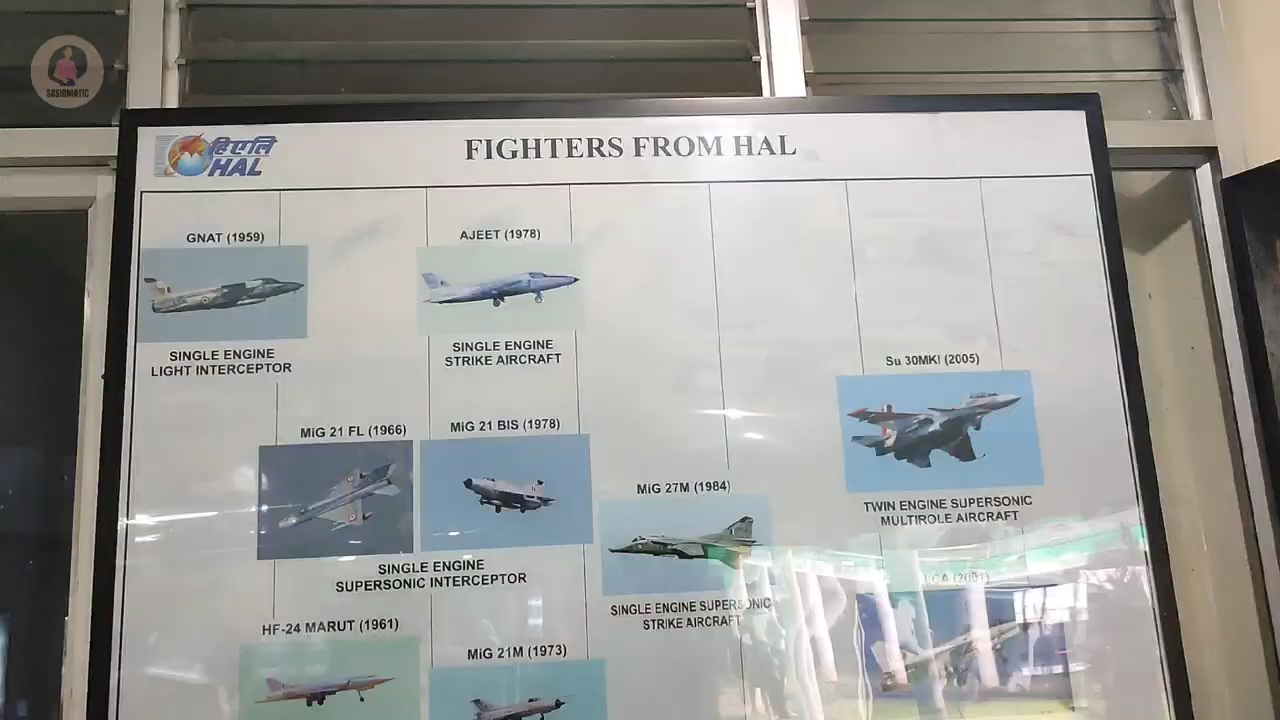 SASIOMATIC
हिएलि
HAL
FIGHTERS FROM HAL
GNAT (1959)
SINGLE ENGINE
LIGHT INTERCEPTOR
AJEET (1978)
SINGLE ENGINE
STRIKE AIRCRAFT
Su 30MKI (2005)
TWIN ENGINE SUPERSONIC
MULTIROLE AIRCRAFT
MiG 21 FL (1966)
MiG 21 BIS (1978)
SINGLE ENGINE
SUPERSONIC INTERCEPTOR
MiG 27M (1984)
SINGLE ENGINE SUPERSONIC
STRIKE AIRCRAFT
LCA (2001)
HF-24 MARUT (1961)
MiG 21M (1973)